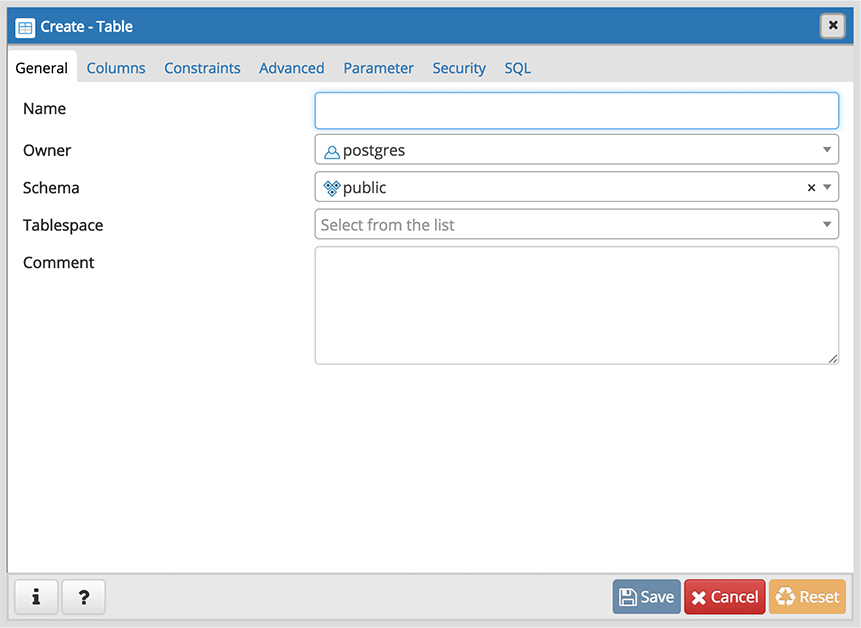 Create - Table
General Columns Constraints Advanced Parameter Security SQL
Name
Owner postgres
Schema public
Tablespace Select from the list
Comment
i ? Save Cancel Reset